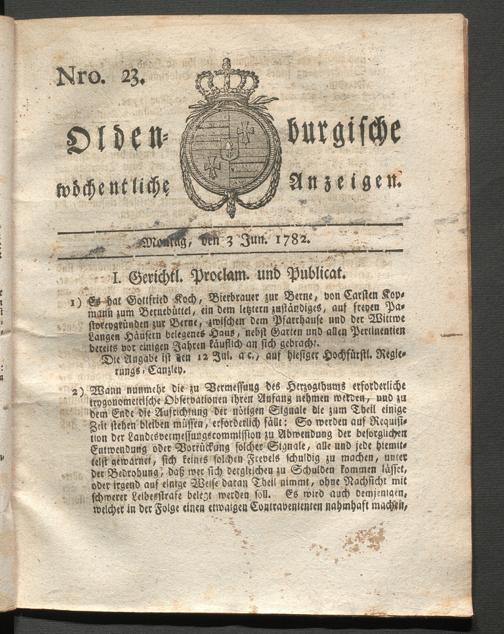 Nro. 23.
Olden-burgische
wöchentliche Anzeigen.
Montag, den 3 Jun. 1782.
I. Gerichtl. Proclam. und Publicat.
1) Es hat Gottfried Koch, Bierbrauer zur Berne, von Carsten Kop-
mann zum Bernebüttel, ein dem letztern zuständiges, auf freyen Pa-
storeygründen zur Berne, zwischen dem Pfarrhause und der Wittwe
Langen Häusern belegenes Haus, nebst Garten und allen Pertinentien
bereits vor einigen Jahren käuflich an sich gebracht.
Die Angabe ist den 12 Jul. a c., auf hiesiger Hochfürstl. Regie-
rungs, Canzley.
2) Wann nunmehr die zu Vermessung des Herzogthums erforderliche
trygonometrische Observationen ihren Anfang nehmen werden, und zu
dem Ende die Aufrichtung der nötigen Signale die zum Theil einige
Zeit stehen bleiben müssen, erforderlich fällt: So werden auf Requisi-
tion der Landesvermessungscommission zu Abwendung der besorglichen
Entwendung oder Verrückung solcher Signale, alle und jede hiemit-
telst gewarnet, sich keines solchen Frevels schuldig zu machen, unter
der Bedrohung, daß wer sich dergleichen zu Schulden kommen lässet,
oder irgend auf einige Weise daran Theil nimmt, ohne Nachsicht mit
schwerer Leibesstrafe belegt werden soll. Es wird auch demjenigen,
welcher in der Folge einen etwaigen Contravenienten nahmhaft machen,